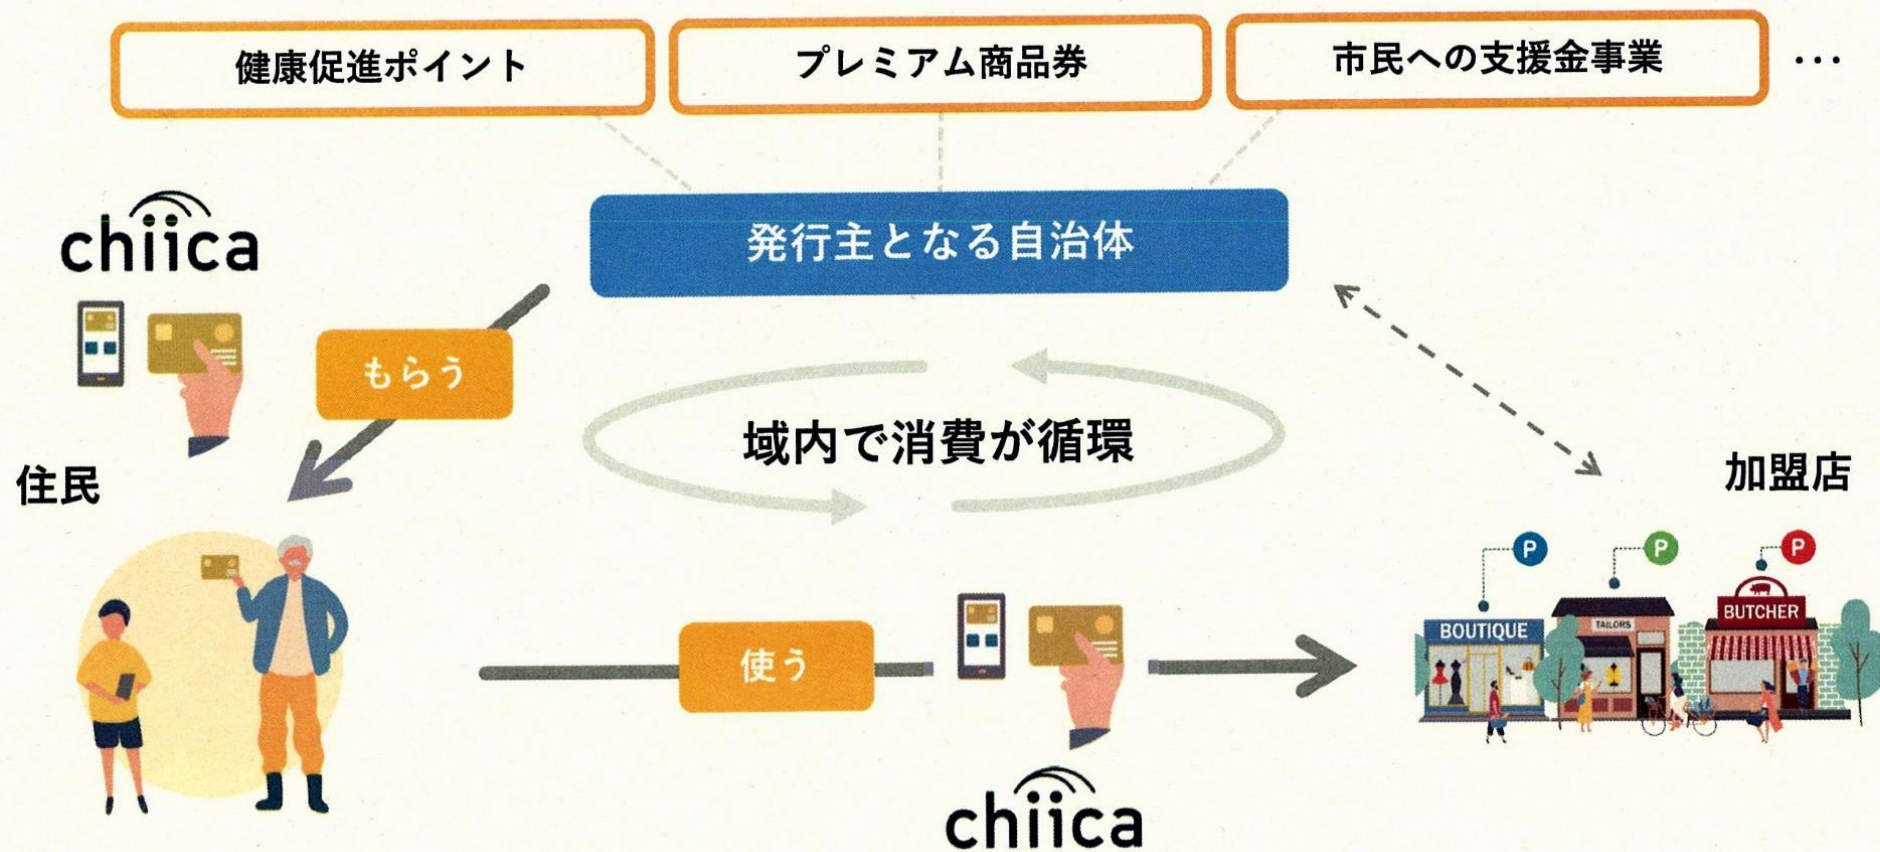 健康促進ポイント
プレミアム商品券
市民への支援金事業
...
発行主となる自治体
chiica
もらう
域内で消費が循環
住民
加盟店
P
P
P
BOUTIQUE
TAILORS
BUTCHER
使う
chiica